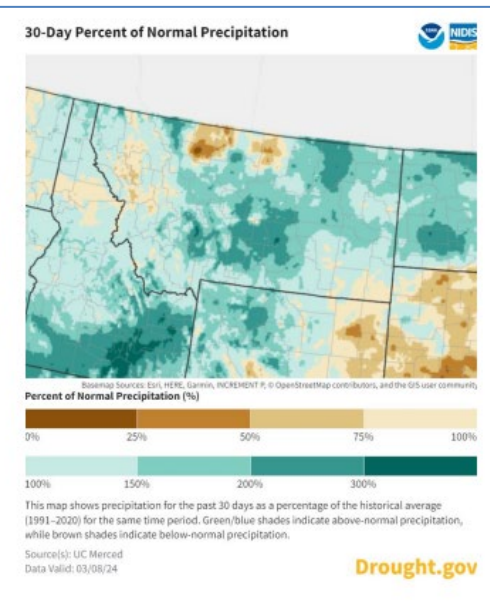 30-Day Percent of Normal Precipitation
NIDIS
Basemap Sources: Esri, HERE, Garmin, INCREMENT P, © OpenStreetMap contributors, and the GIS user community
Percent of Normal Precipitation (%)
0% 25% 50% 75% 100%
100% 150% 200% 300%
This map shows precipitation for the past 30 days as a percentage of the historical average
(1991–2020) for the same time period. Green/blue shades indicate above-normal precipitation,
while brown shades indicate below-normal precipitation.
Source(s): UC Merced
Data Valid: 03/08/24
Drought.gov